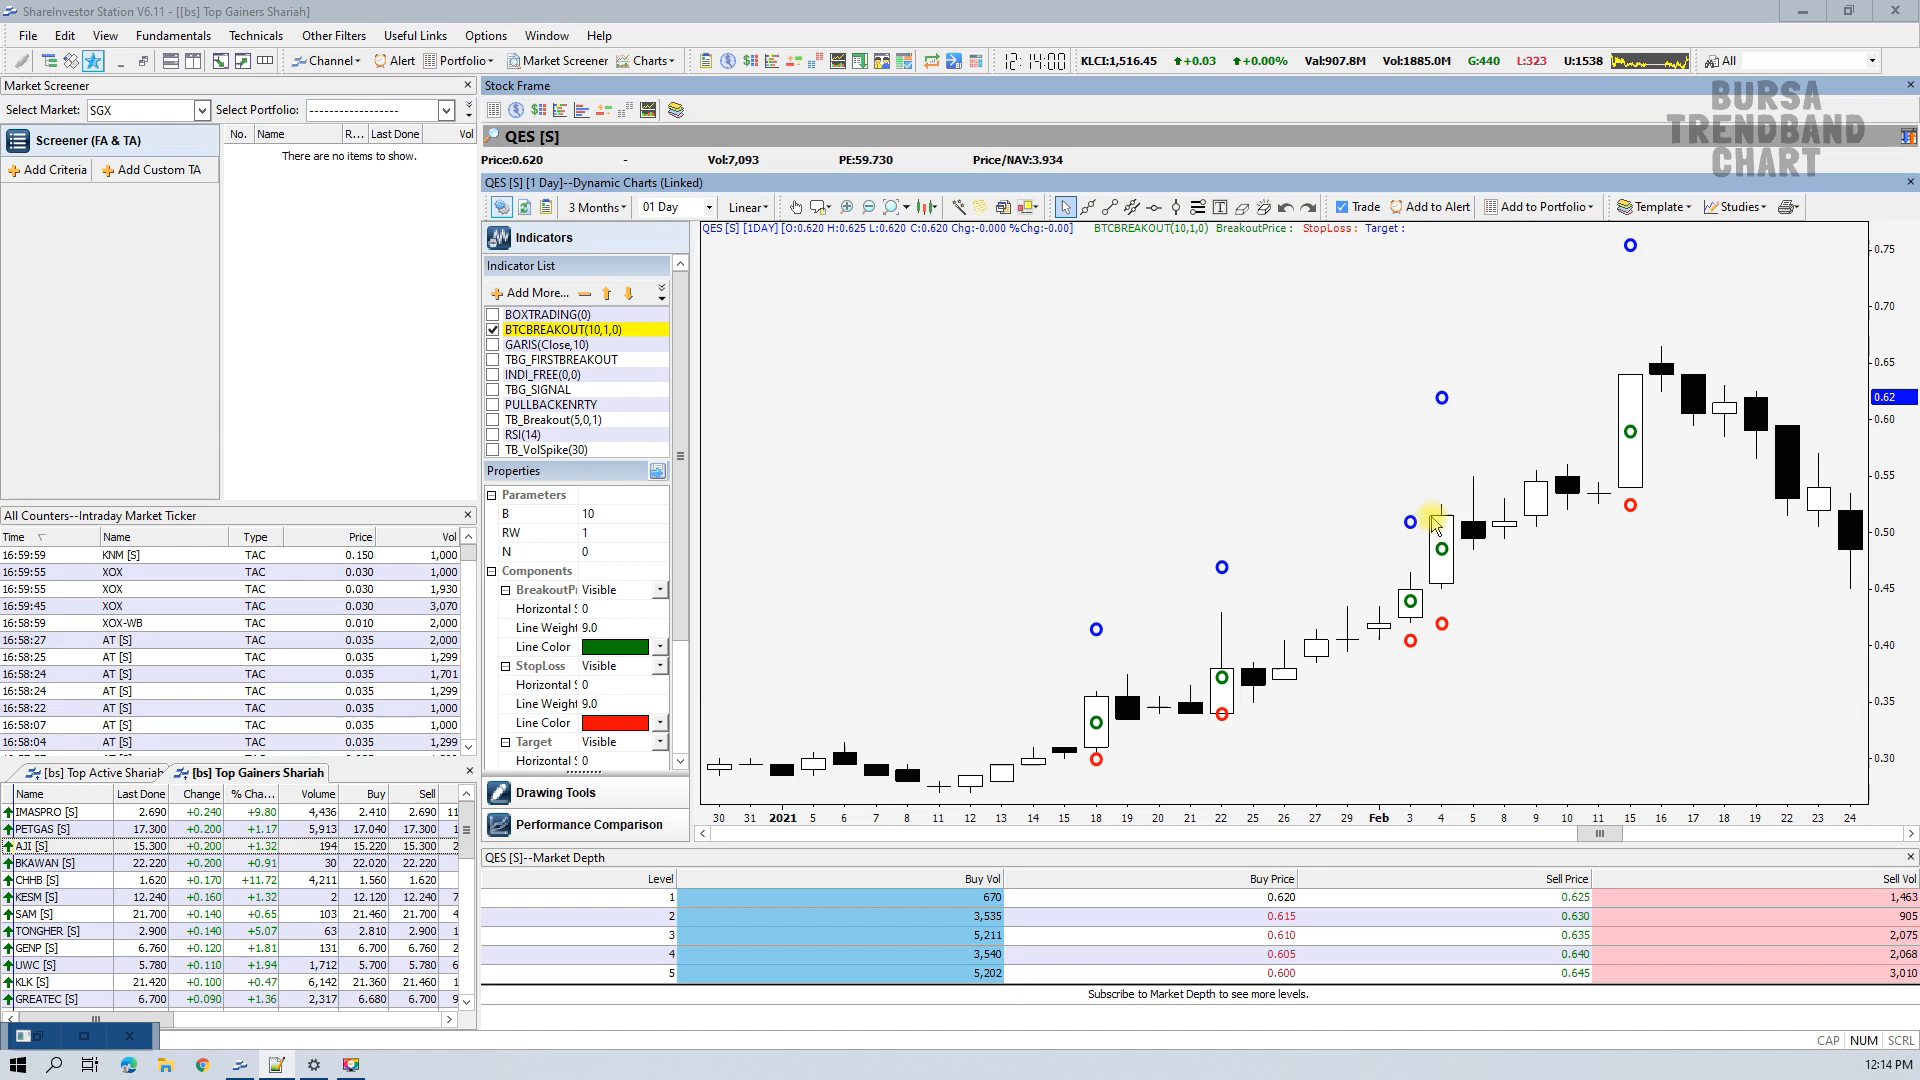 ShareInvestor Station V6.11 - [[bs] Top Gainers Shariah]
File Edit View Fundamentals Technicals Other Filters Useful Links Options Window Help
Channel Alert Portfolio Market Screener Charts 12:14:00 KLCI:1,516.45 +0.03 +0.00% Val:907.8M Vol:1885.0M G:440 L:323 U:1538 All
Market Screener
Select Market: SGX Select Portfolio: ------------------
Screener (FA & TA)
Add Criteria Add Custom TA
No. Name R... Last Done Vol
There are no items to show.
Stock Frame
BURSA
TRENDBAND
CHART
QES [S]
Price:0.620 - Vol:7,093 PE:59.730 Price/NAV:3.934
QES [S] [1 Day]--Dynamic Charts (Linked)
3 Months 01 Day Linear Trade Add to Alert Add to Portfolio Template Studies
QES [S] [1DAY] [O:0.620 H:0.625 L:0.620 C:0.620 Chg:-0.000 %Chg:-0.00] BTCBREAKOUT(10,1,0) BreakoutPrice : StopLoss : Target :
Indicators
Indicator List
Add More...
BOXTRADING(0)
BTCBREAKOUT(10,1,0)
GARIS(Close,10)
TBG_FIRSTBREAKOUT
INDI_FREE(0,0)
TBG_SIGNAL
PULLBACKENRTY
TB_Breakout(5,0,1)
RSI(14)
TB_VolSpike(30)
Properties
Parameters
B 10
RW 1
N 0
Components
BreakoutPr Visible
Horizontal S 0
Line Weight 9.0
Line Color
StopLoss Visible
Horizontal S 0
Line Weight 9.0
Line Color
Target Visible
Horizontal S 0
Drawing Tools
Performance Comparison
0.75
0.70
0.65
0.62
0.60
0.55
0.50
0.45
0.40
0.35
0.30
30 31 2021 5 6 7 8 11 12 13 14 15 18 19 20 21 22 25 26 27 29 Feb 3 4 5 8 9 10 11 15 16 17 18 19 22 23 24
All Counters--Intraday Market Ticker
Time Name Type Price Vol
16:59:59 KNM [S] TAC 0.150 1,000
16:59:55 XOX TAC 0.030 1,000
16:59:55 XOX TAC 0.030 1,930
16:59:45 XOX TAC 0.030 3,070
16:58:59 XOX-WB TAC 0.010 2,000
16:58:27 AT [S] TAC 0.035 2,000
16:58:25 AT [S] TAC 0.035 1,299
16:58:24 AT [S] TAC 0.035 1,701
16:58:24 AT [S] TAC 0.035 1,299
16:58:22 AT [S] TAC 0.035 1,000
16:58:07 AT [S] TAC 0.035 1,000
16:58:04 AT [S] TAC 0.035 1,299
[bs] Top Active Shariah [bs] Top Gainers Shariah
Name Last Done Change % Cha... Volume Buy Sell
IMASPRO [S] 2.690 +0.240 +9.80 4,436 2.410 2.690 11
PETGAS [S] 17.300 +0.200 +1.17 5,913 17.040 17.300 1
AJI [S] 15.300 +0.200 +1.32 194 15.220 15.300 2
BKAWAN [S] 22.220 +0.200 +0.91 30 22.020 22.220
CHHB [S] 1.620 +0.170 +11.72 4,211 1.560 1.620
KESM [S] 12.240 +0.160 +1.32 2 12.120 12.240 7
SAM [S] 21.700 +0.140 +0.65 103 21.460 21.700 4
TONGHER [S] 2.900 +0.140 +5.07 63 2.810 2.900 1
GENP [S] 6.760 +0.120 +1.81 131 6.700 6.760 2
UWC [S] 5.780 +0.110 +1.94 1,712 5.700 5.780 6
KLK [S] 21.420 +0.100 +0.47 6,142 21.360 21.460 1
GREATEC [S] 6.700 +0.090 +1.36 2,317 6.680 6.700 9
QES [S]--Market Depth
Level Buy Vol Buy Price Sell Price Sell Vol
1 670 0.620 0.625 1,463
2 3,535 0.615 0.630 905
3 5,211 0.610 0.635 2,075
4 3,540 0.605 0.640 2,068
5 5,202 0.600 0.645 3,010
Subscribe to Market Depth to see more levels.
CAP NUM SCRL
12:14 PM